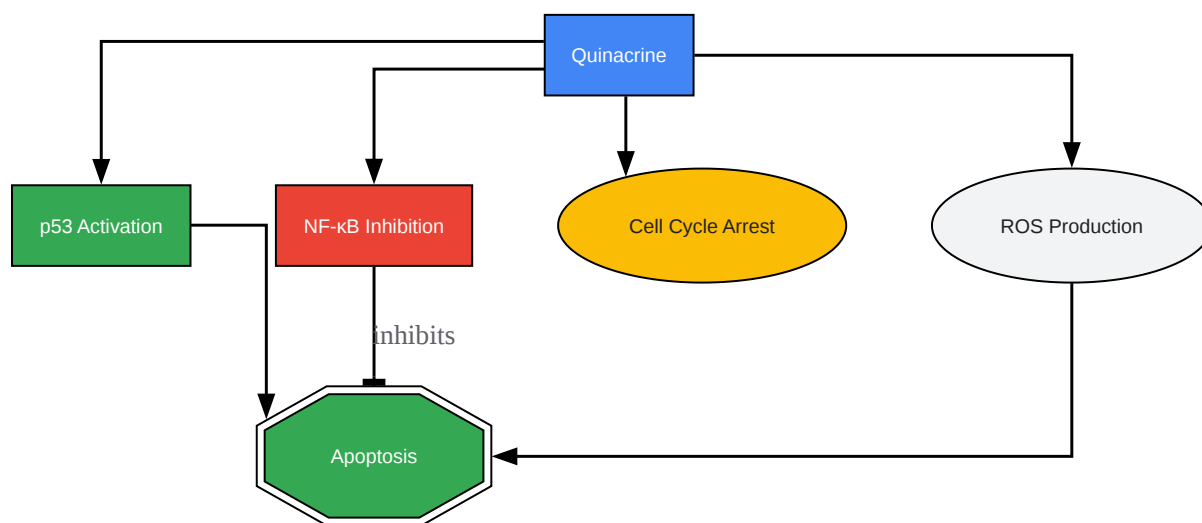 Quinacrine
p53 Activation
NF-κB Inhibition
Cell Cycle Arrest
ROS Production
inhibits
Apoptosis